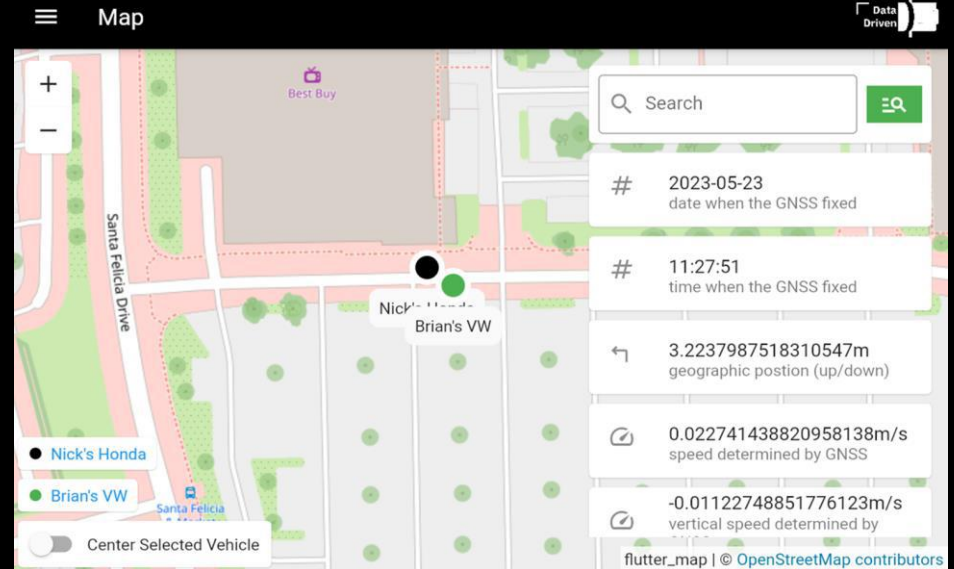 Map
Data
Driven
+
Best Buy
Search
−
#
2023-05-23
date when the GNSS fixed
Santa Felicia Drive
#
11:27:51
time when the GNSS fixed
Nick's Honda
Brian's VW
3.2237987518310547m
geographic postion (up/down)
0.022741438820958138m/s
speed determined by GNSS
Nick's Honda
Brian's VW
Santa Felicia
-0.01122748851776123m/s
vertical speed determined by
Center Selected Vehicle
flutter_map | © OpenStreetMap contributors